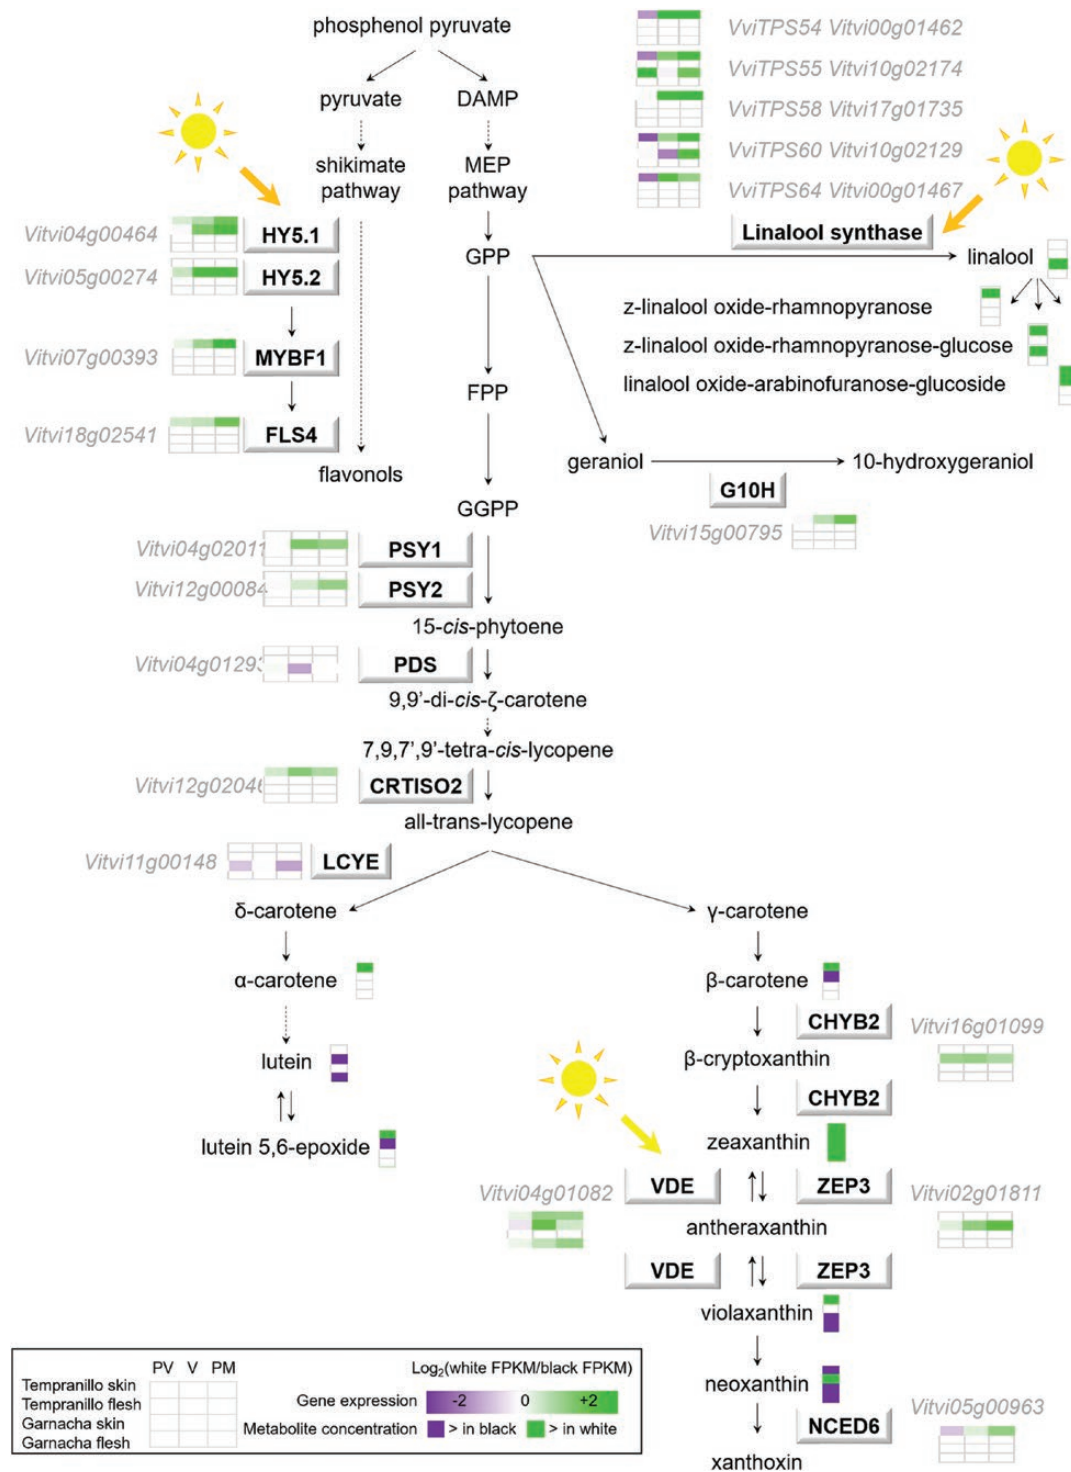 phosphenol pyruvate
pyruvate
DAMP
shikimate
pathway
MEP
pathway
VviTPS54 Vitvi00g01462
VviTPS55 Vitvi10g02174
VviTPS58 Vitvi17g01735
VviTPS60 Vitvi10g02129
VviTPS64 Vitvi00g01467
Linalool synthase
Vitvi04g00464
HY5.1
Vitvi05g00274
HY5.2
GPP
linalool
z-linalool oxide-rhamnopyranose
z-linalool oxide-rhamnopyranose-glucose
linalool oxide-arabinofuranose-glucoside
Vitvi07g00393
MYBF1
FPP
Vitvi18g02541
FLS4
flavonols
geraniol
10-hydroxygeraniol
G10H
Vitvi15g00795
GGPP
Vitvi04g02011
PSY1
Vitvi12g00084
PSY2
15-cis-phytoene
Vitvi04g01293
PDS
9,9'-di-cis-ζ-carotene
7,9,7',9'-tetra-cis-lycopene
Vitvi12g02046
CRTISO2
all-trans-lycopene
Vitvi11g00148
LCYE
δ-carotene
γ-carotene
α-carotene
β-carotene
CHYB2
Vitvi16g01099
lutein
β-cryptoxanthin
CHYB2
lutein 5,6-epoxide
zeaxanthin
Vitvi04g01082
VDE
ZEP3
Vitvi02g01811
antheraxanthin
VDE
ZEP3
violaxanthin
neoxanthin
NCED6
Vitvi05g00963
xanthoxin
PV V PM
Tempranillo skin
Tempranillo flesh
Garnacha skin
Garnacha flesh
Log2(white FPKM/black FPKM)
Gene expression -2 0 +2
Metabolite concentration > in black > in white